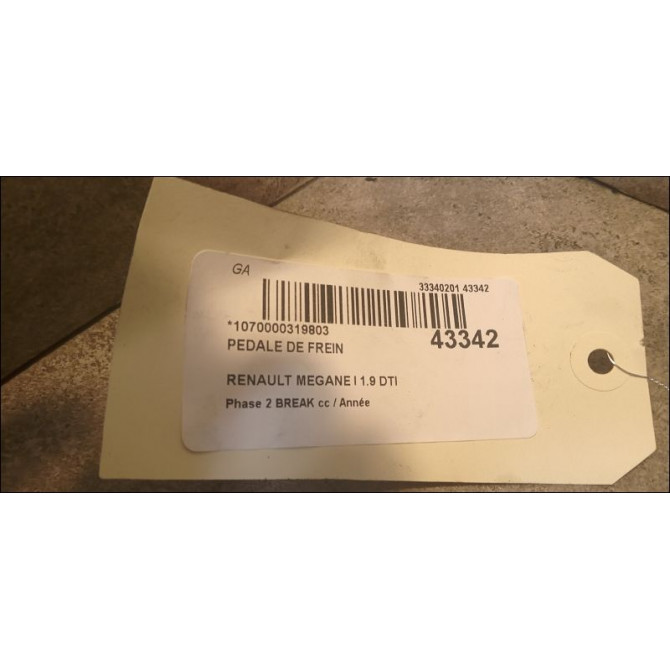 GA
33340201 43342
*1070000319803
43342
PEDALE DE FREIN
RENAULT MEGANE I 1.9 DTI
Phase 2 BREAK cc / Année